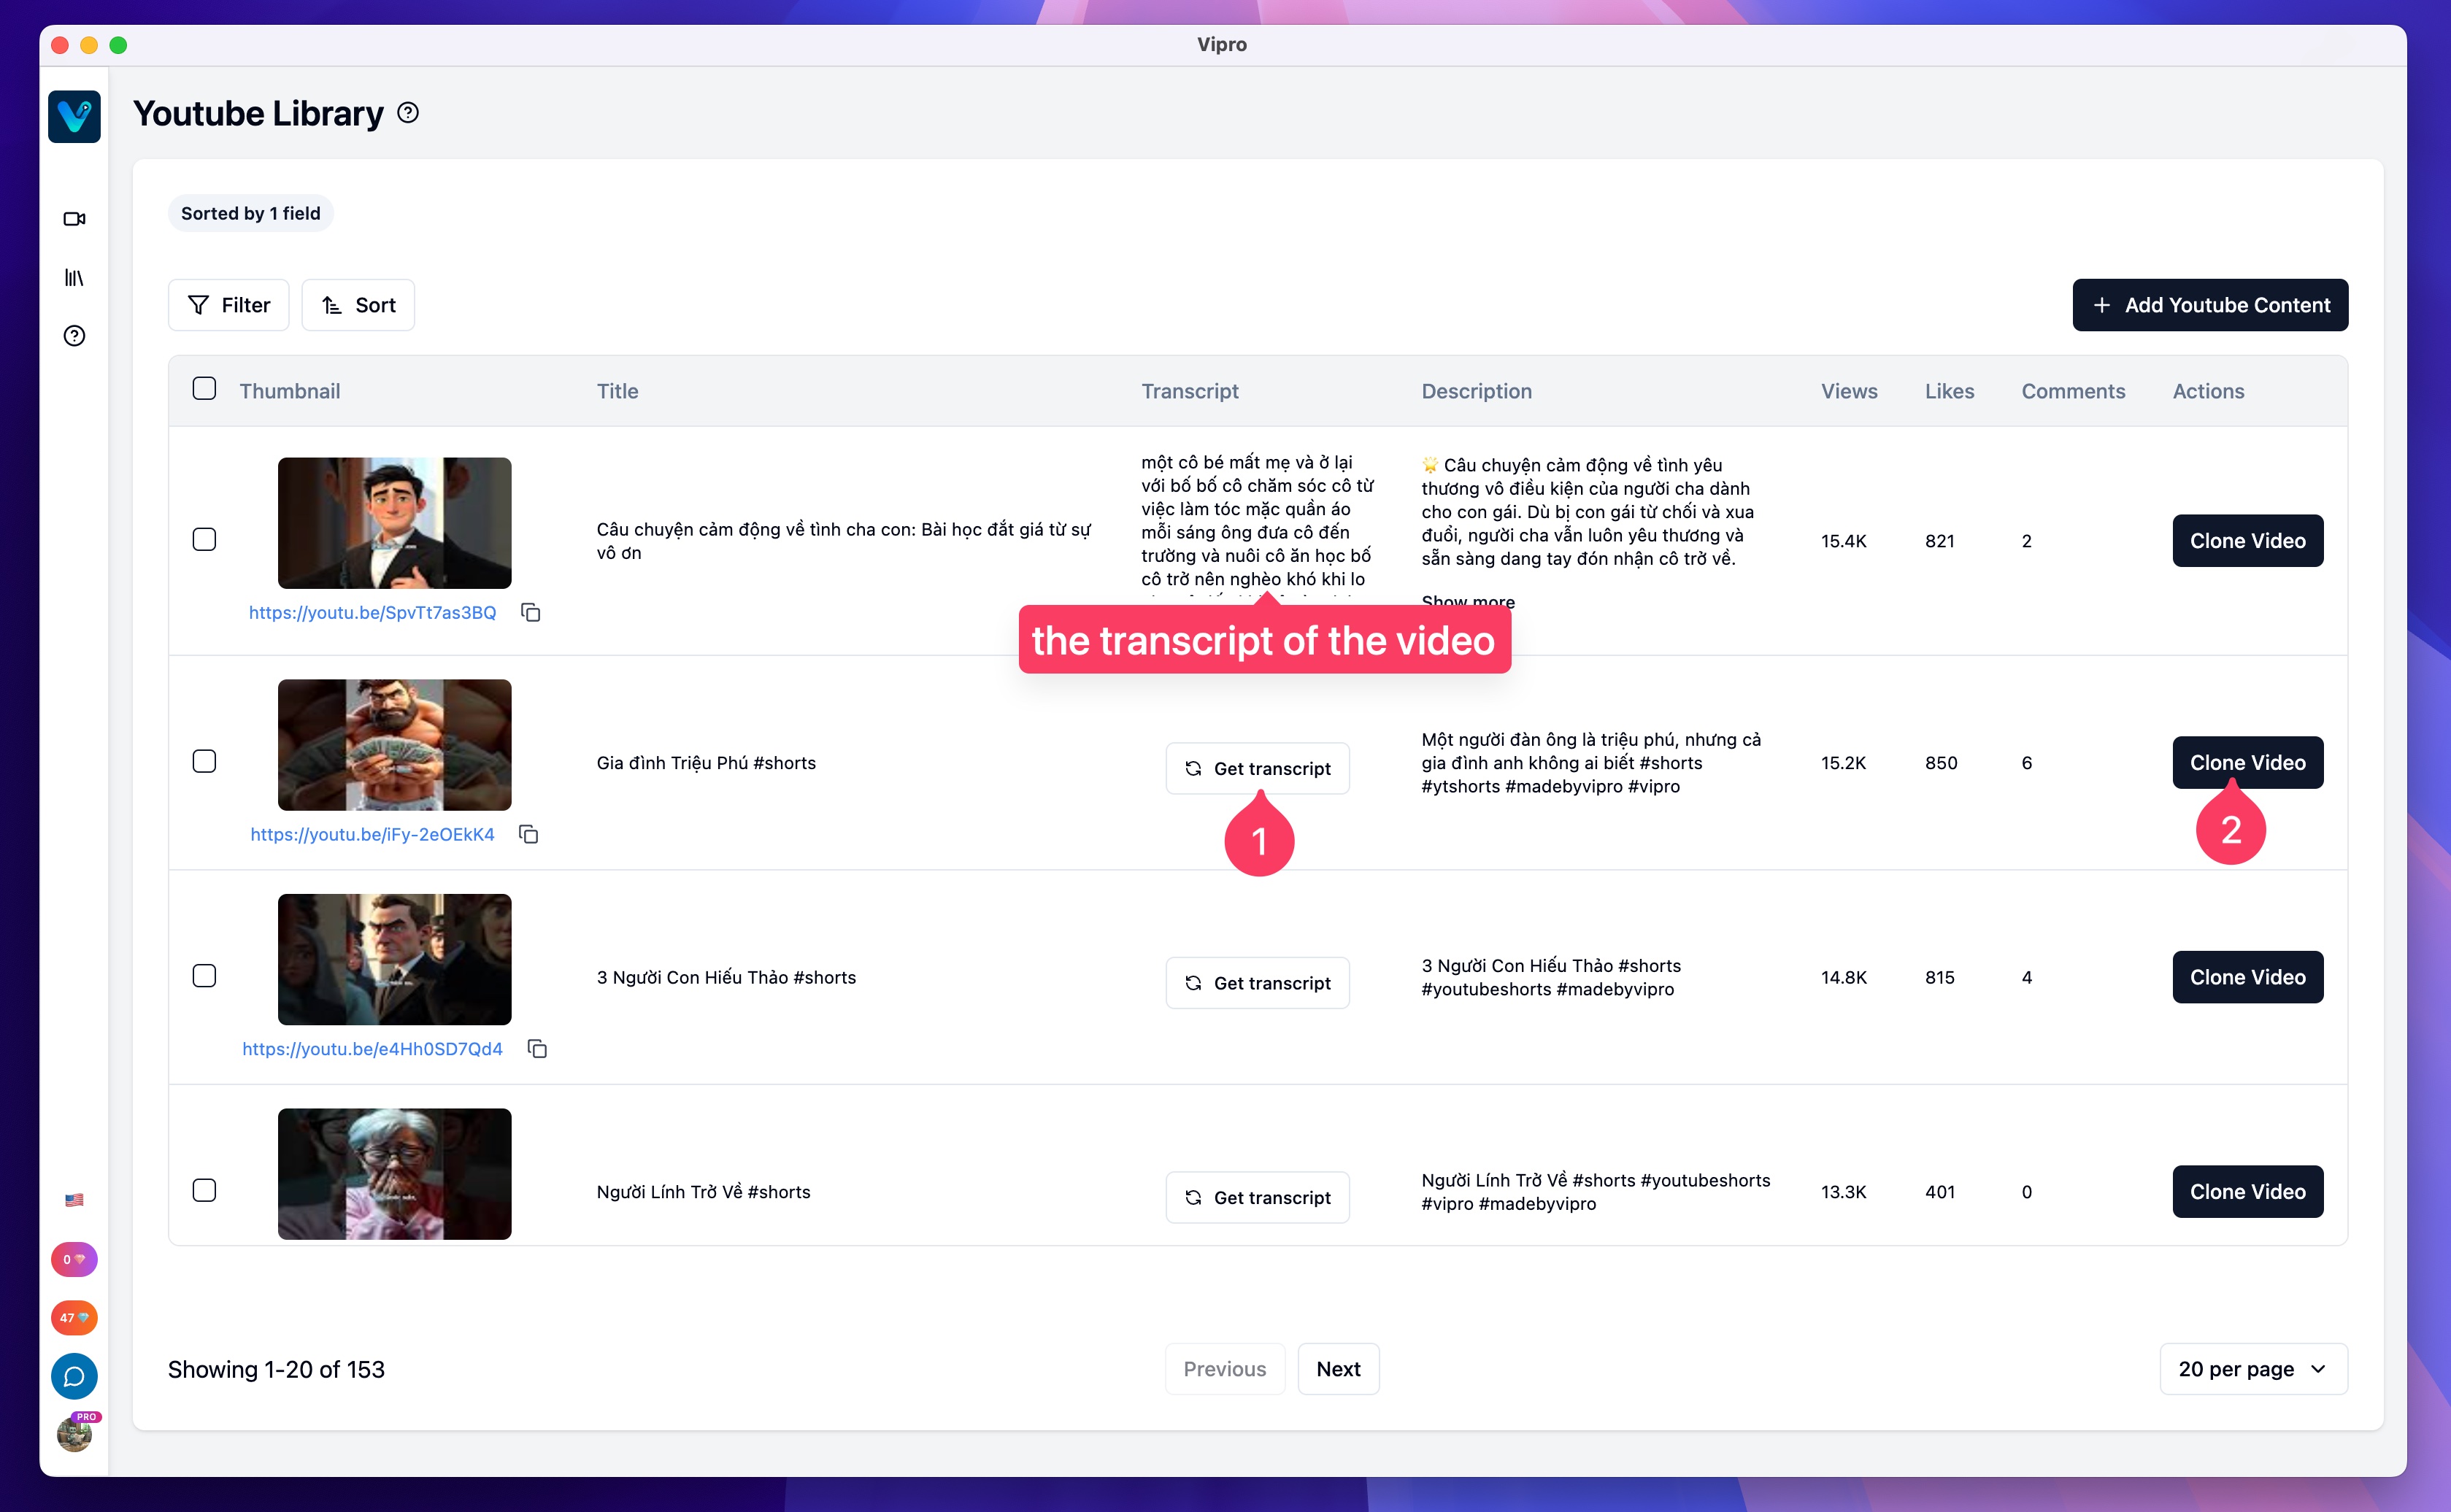 Vipro
Youtube Library
Sorted by 1 field
Filter
Sort
Add Youtube Content
Thumbnail
Title
Transcript
Description
Views
Likes
Comments
Actions
https://youtu.be/SpvTt7as3BQ
Câu chuyện cảm động về tình cha con: Bài học đắt giá từ sự
vô ơn
một cô bé mất mẹ và ở lại
với bố bố cô chăm sóc cô từ
việc làm tóc mặc quần áo
mỗi sáng ông đưa cô đến
trường và nuôi cô ăn học bố
cô trở nên nghèo khó khi lo
🌟 Câu chuyện cảm động về tình yêu
thương vô điều kiện của người cha dành
cho con gái. Dù bị con gái từ chối và xua
đuổi, người cha vẫn luôn yêu thương và
sẵn sàng dang tay đón nhận cô trở về.
Show more
15.4K
821
2
Clone Video
the transcript of the video
https://youtu.be/iFy-2eOEkK4
Gia đình Triệu Phú #shorts
Get transcript
1
Một người đàn ông là triệu phú, nhưng cả
gia đình anh không ai biết #shorts
#ytshorts #madebyvipro #vipro
15.2K
850
6
Clone Video
2
https://youtu.be/e4Hh0SD7Qd4
3 Người Con Hiếu Thảo #shorts
Get transcript
3 Người Con Hiếu Thảo #shorts
#youtubeshorts #madebyvipro
14.8K
815
4
Clone Video
Người Lính Trở Về #shorts
Get transcript
Người Lính Trở Về #shorts #youtubeshorts
#vipro #madebyvipro
13.3K
401
0
Clone Video
0
47
PRO
Showing 1-20 of 153
Previous
Next
20 per page